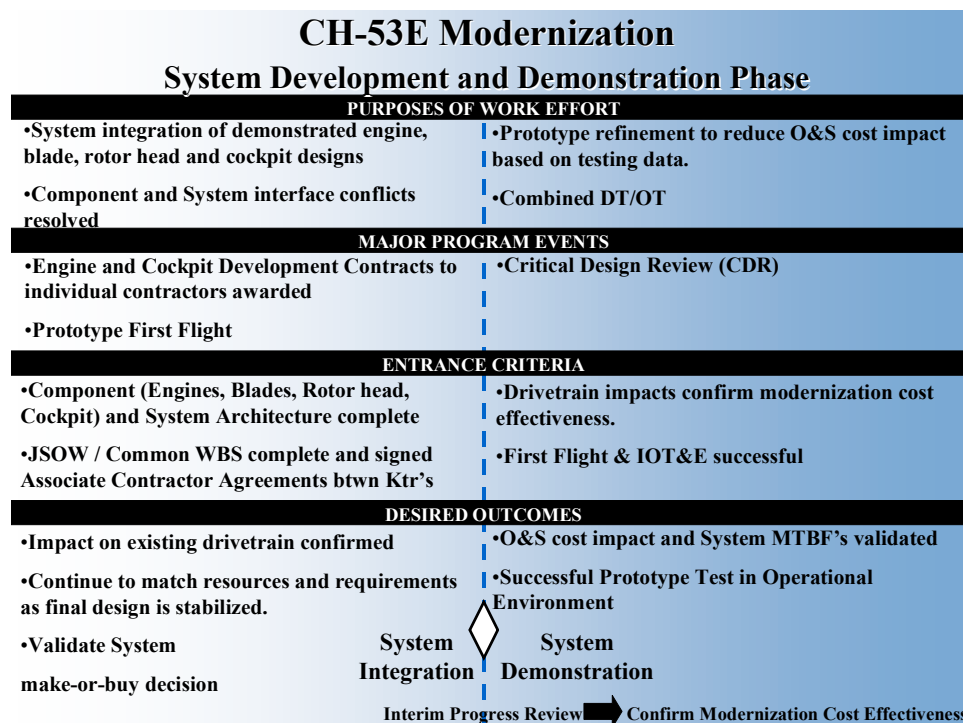 CH-53E Modernization
System Development and Demonstration Phase
PURPOSES OF WORK EFFORT
•System integration of demonstrated engine,
blade, rotor head and cockpit designs
•Component and System interface conflicts
resolved
•Prototype refinement to reduce O&S cost impact
based on testing data.
•Combined DT/OT
MAJOR PROGRAM EVENTS
•Engine and Cockpit Development Contracts to
individual contractors awarded
•Prototype First Flight
•Critical Design Review (CDR)
ENTRANCE CRITERIA
•Component (Engines, Blades, Rotor head,
Cockpit) and System Architecture complete
•JSOW / Common WBS complete and signed
Associate Contractor Agreements btwn Ktr's
•Drivetrain impacts confirm modernization cost
effectiveness.
•First Flight & IOT&E successful
DESIRED OUTCOMES
•Impact on existing drivetrain confirmed
•Continue to match resources and requirements
as final design is stabilized.
•Validate System
make-or-buy decision
•O&S cost impact and System MTBF's validated
•Successful Prototype Test in Operational
Environment
System
Integration
System
Demonstration
Interim Progress Review
Confirm Modernization Cost Effectiveness